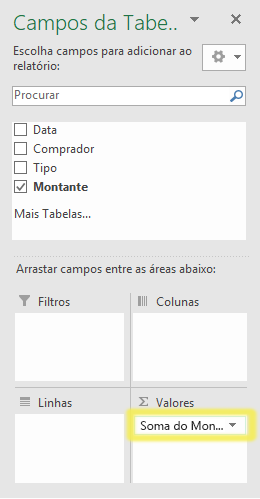 Campos da Tabe..
Escolha campos para adicionar ao
relatório:
Procurar
Data
Comprador
Tipo
Montante
Mais Tabelas...
Arrastar campos entre as áreas abaixo:
Filtros
Colunas
Linhas
Σ Valores
Soma do Mon...